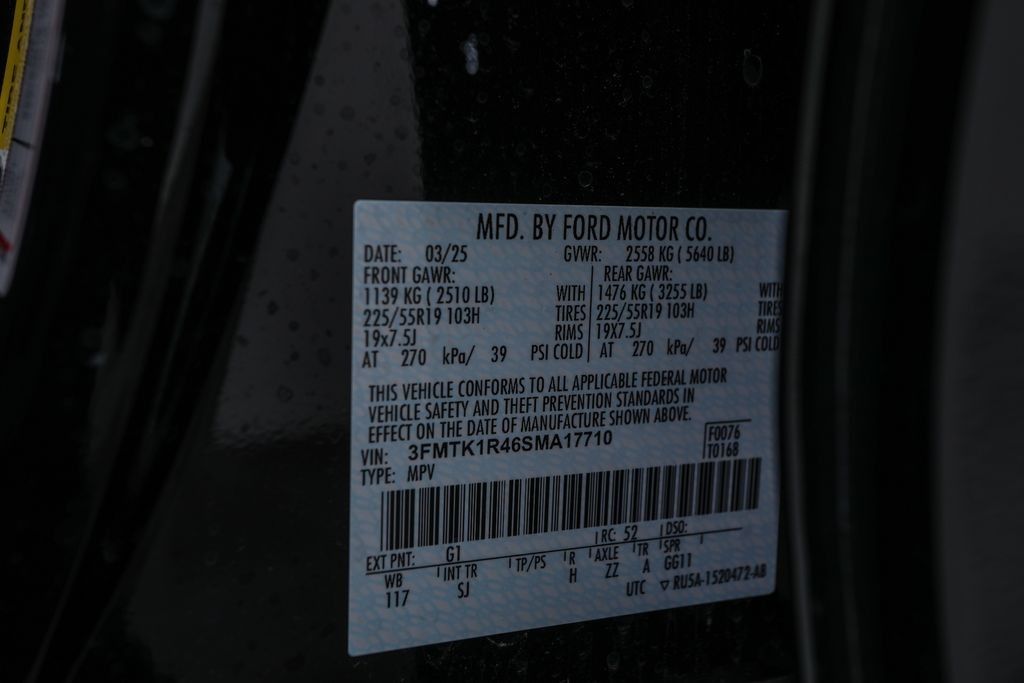 MFD. BY FORD MOTOR CO.
DATE: 03/25 GVWR: 2558 KG ( 5640 LB)
FRONT GAWR: REAR GAWR:
1139 KG ( 2510 LB) WITH 1476 KG ( 3255 LB) WITH
225/55R19 103H TIRES 225/55R19 103H TIRES
19x7.5J RIMS 19x7.5J RIMS
AT 270 kPa/ 39 PSI COLD AT 270 kPa/ 39 PSI COLD
THIS VEHICLE CONFORMS TO ALL APPLICABLE FEDERAL MOTOR
VEHICLE SAFETY AND THEFT PREVENTION STANDARDS IN
EFFECT ON THE DATE OF MANUFACTURE SHOWN ABOVE.
VIN: 3FMTK1R46SMA17710 F0076
TYPE: MPV T0168
EXT PNT: G1 RC: 52 DSO:
WB INT TR TP/PS R AXLE TR SPR
117 SJ H ZZ A GG11
UTC ▽ RU5A-1520472-AB